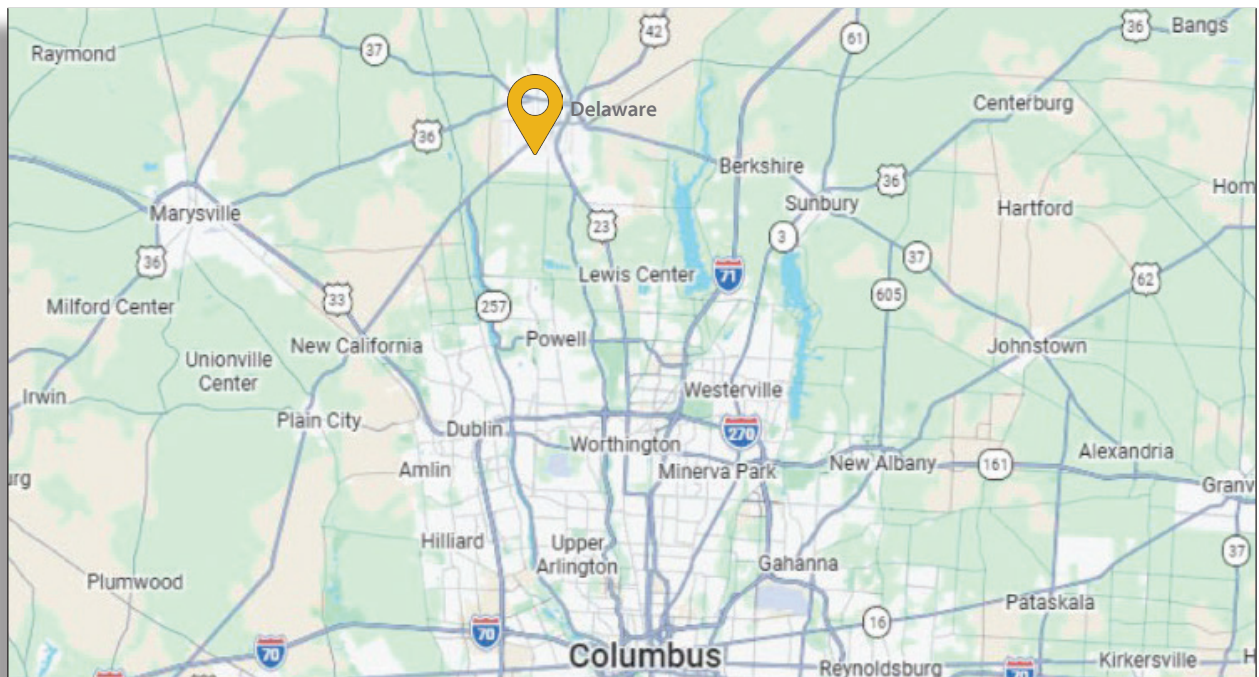 42
36
Bangs
Raymond
37
61
Delaware
Centerburg
36
Berkshire
36
Sunbury
Hom
Marysville
Hartford
23
3
36
37
Lewis Center
71
62
Milford Center
33
257
605
New California
Powell
Johnstown
Unionville
Center
Irwin
Westerville
Plain City
Dublin
270
Worthington
Alexandria
urg
Amlin
Minerva Park
New Albany
161
Granv
Hilliard
Upper
Arlington
Gahanna
37
Plumwood
Pataskala
16
70
70
Columbus
Reynoldsburg
70
Kirkersville
H